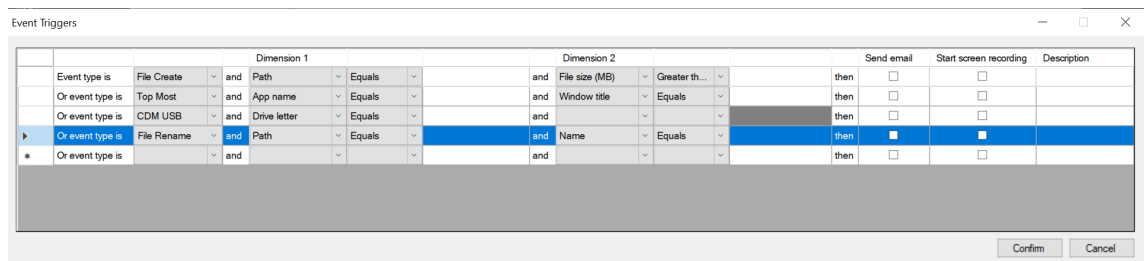 Event Triggers
Dimension 1 Dimension 2 Send email Start screen recording Description
Event type is File Create and Path Equals and File size (MB) Greater th... then
Or event type is Top Most and App name Equals and Window title Equals then
Or event type is CDM USB and Drive letter Equals and then
Or event type is File Rename and Path Equals and Name Equals then
Or event type is and and then
Confirm Cancel